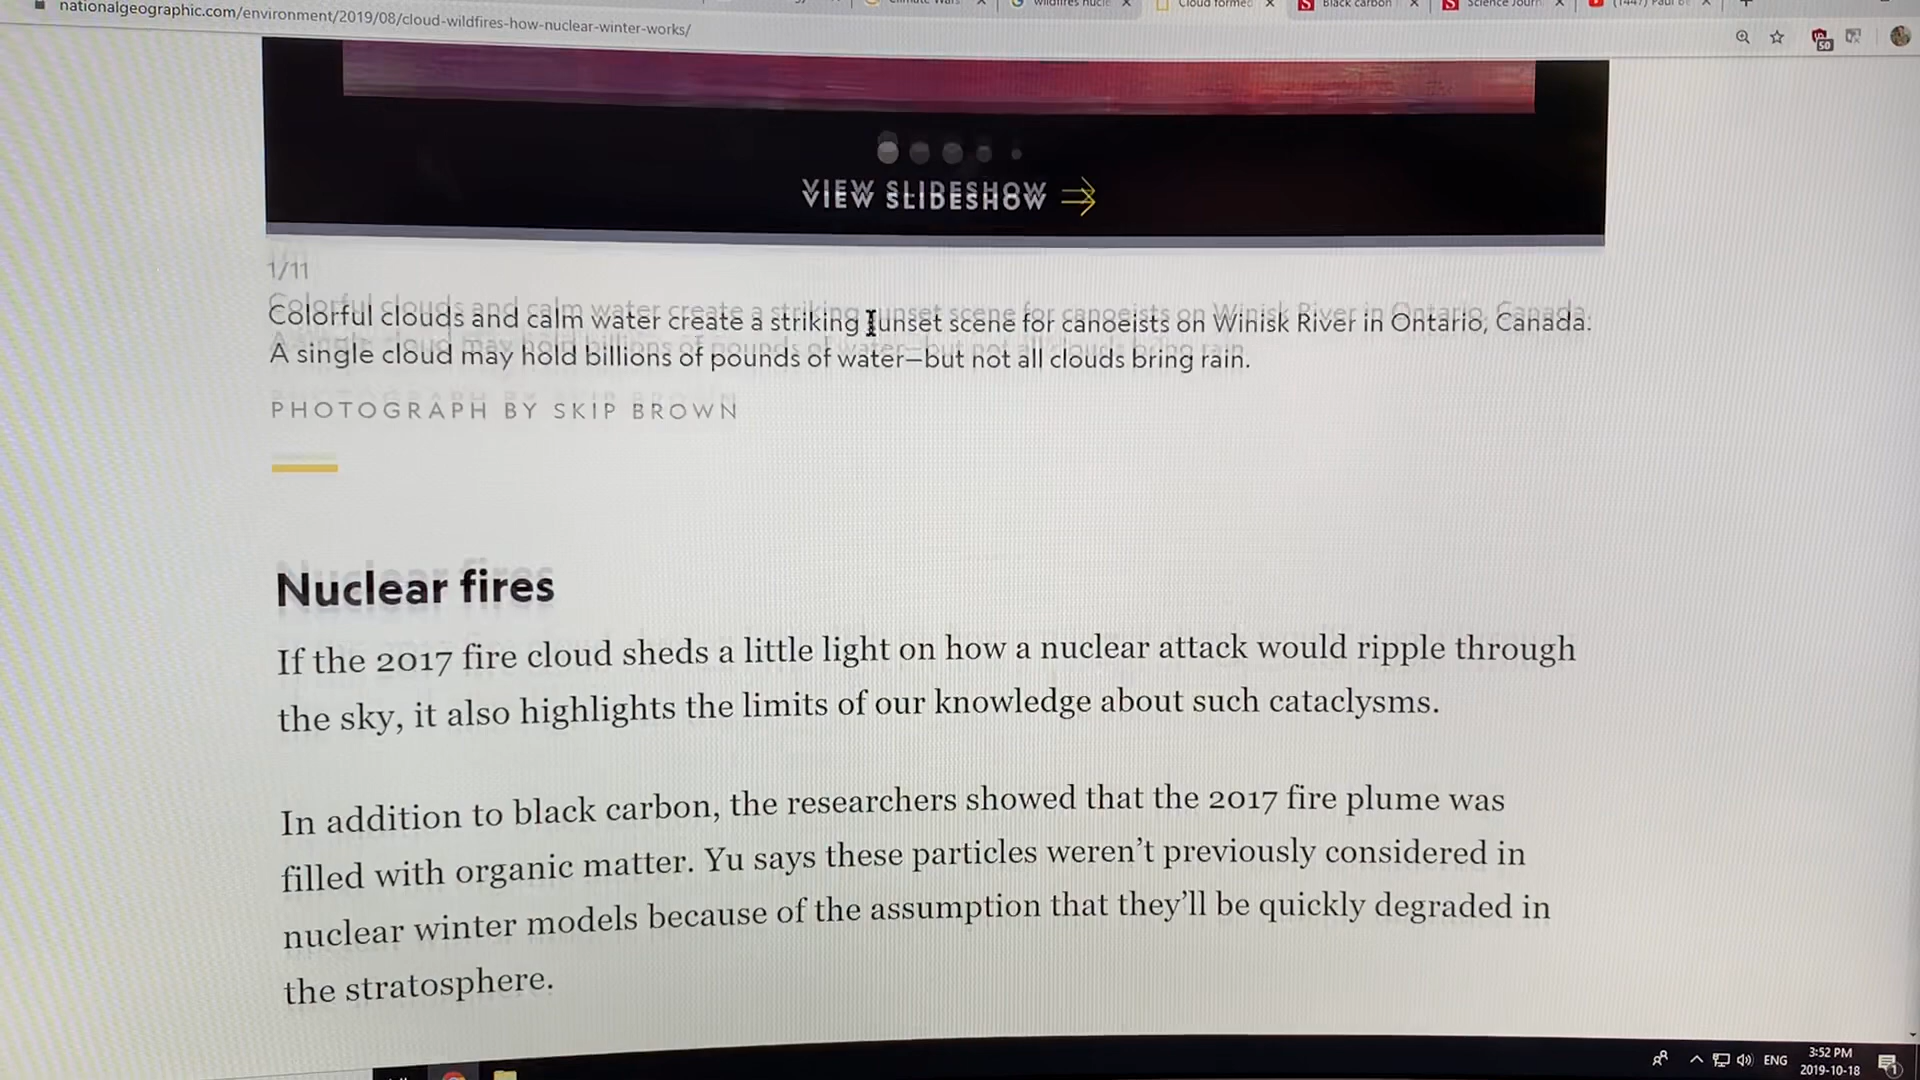 nationalgeographic.com/environment/2019/08/cloud-wildfires-how-nuclear-winter-works/
Cloud formed
Black carbon
50
VIEW SLIDESHOW
1/11
Colorful clouds and calm water create a striking sunset scene for canoeists on Winisk River in Ontario, Canada.
A single cloud may hold billions of pounds of water—but not all clouds bring rain.
PHOTOGRAPH BY SKIP BROWN
Nuclear fires
If the 2017 fire cloud sheds a little light on how a nuclear attack would ripple through
the sky, it also highlights the limits of our knowledge about such cataclysms.
In addition to black carbon, the researchers showed that the 2017 fire plume was
filled with organic matter. Yu says these particles weren't previously considered in
nuclear winter models because of the assumption that they'll be quickly degraded in
the stratosphere.
ENG
3:52 PM
2019-10-18